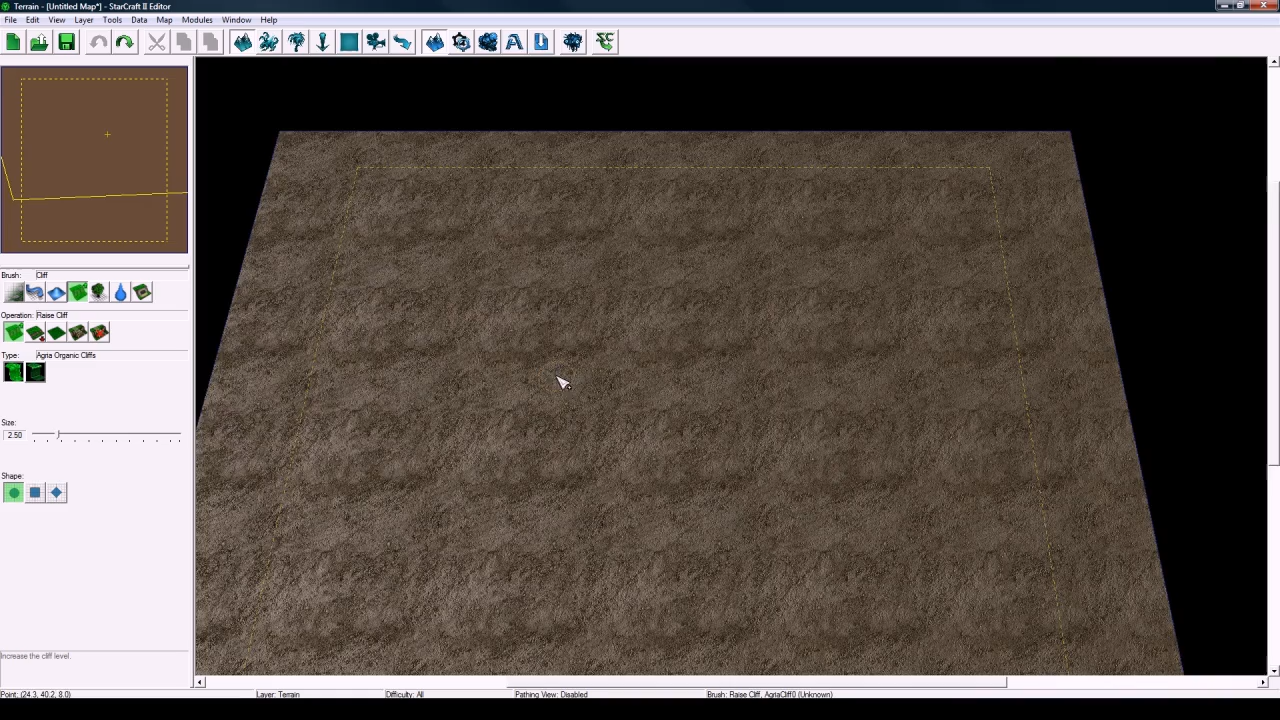 Terrain - [Untitled Map*] - StarCraft II Editor
File Edit View Layer Tools Data Map Modules Window Help
Brush: Cliff
Operation: Raise Cliff
Type: Agria Organic Cliffs
Size:
2.50
Shape:
Increase the cliff level.
Point: (24.3, 40.2, 8.0) Layer: Terrain Difficulty: All Pathing View: Disabled Brush: Raise Cliff, AgriaCliff0 (Unknown)